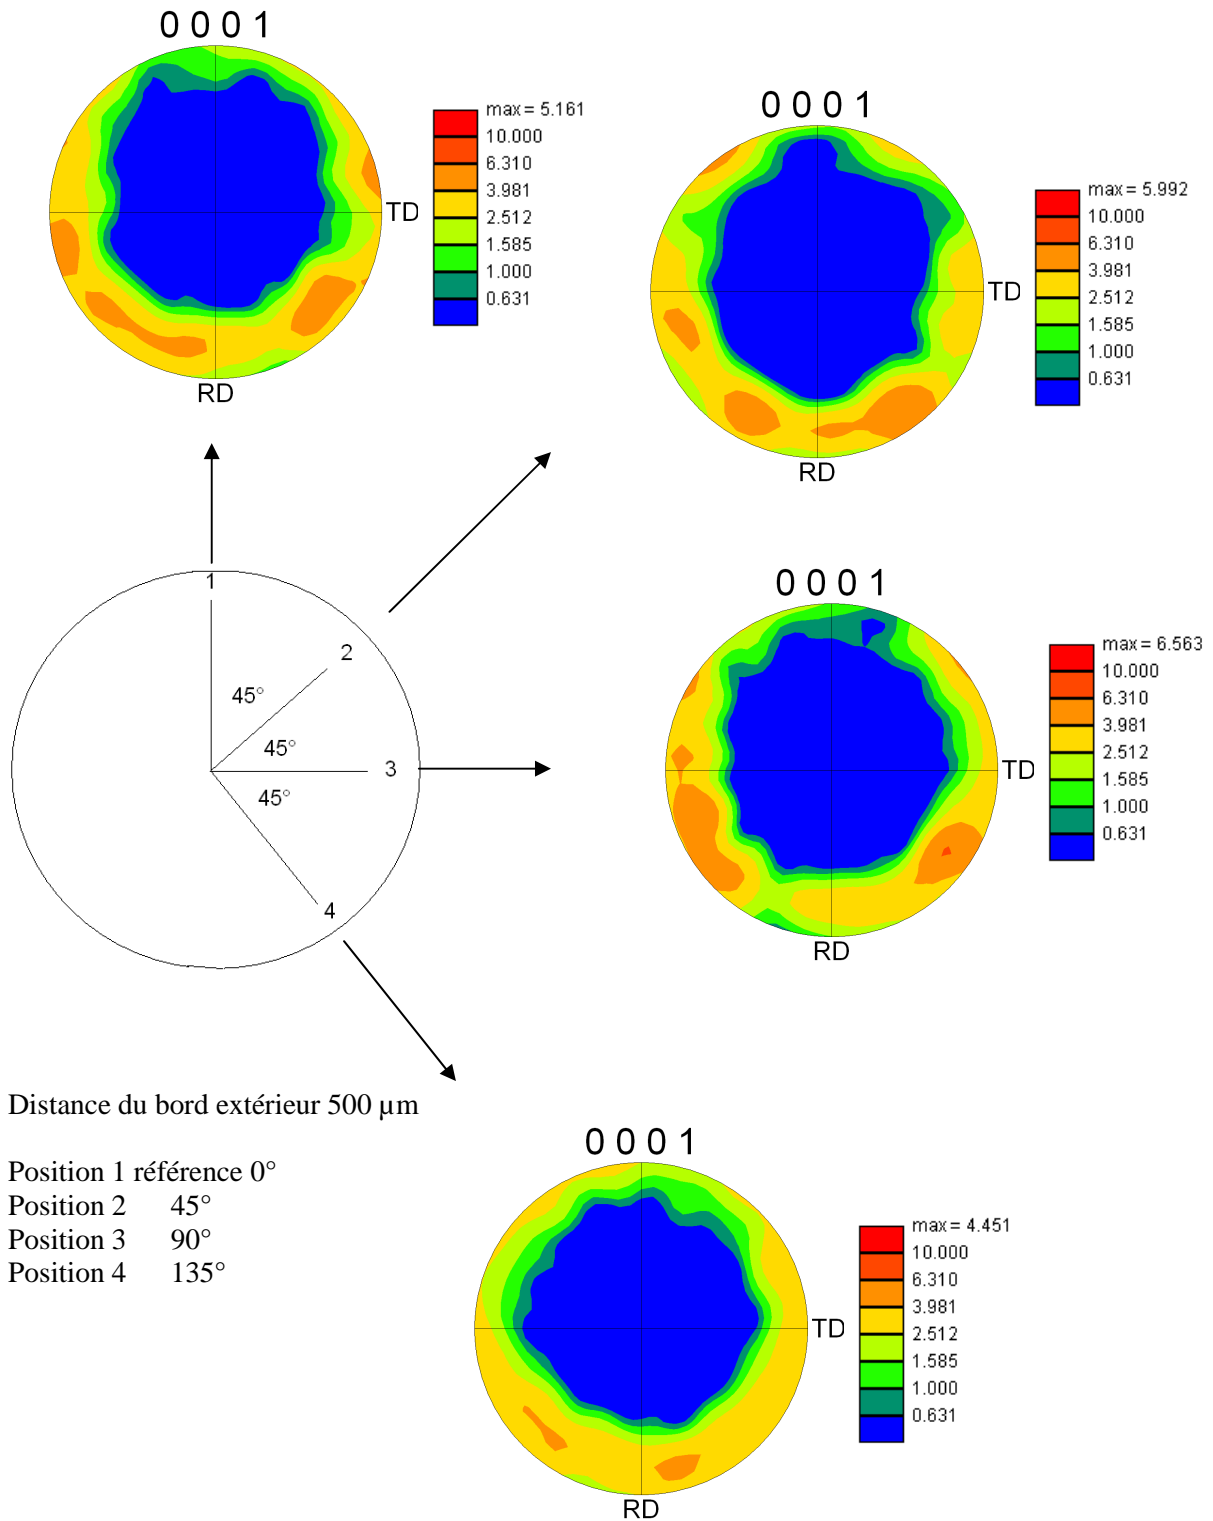 0 0 0 1
max = 5.161
10.000
6.310
3.981
2.512
1.585
1.000
0.631
TD
RD
0 0 0 1
max = 5.992
10.000
6.310
3.981
2.512
1.585
1.000
0.631
TD
RD
1
2
45°
45°
3
45°
4
0 0 0 1
max = 6.563
10.000
6.310
3.981
2.512
1.585
1.000
0.631
TD
RD
Distance du bord extérieur 500 µm
Position 1 référence 0°
Position 2 45°
Position 3 90°
Position 4 135°
0 0 0 1
max = 4.451
10.000
6.310
3.981
2.512
1.585
1.000
0.631
TD
RD